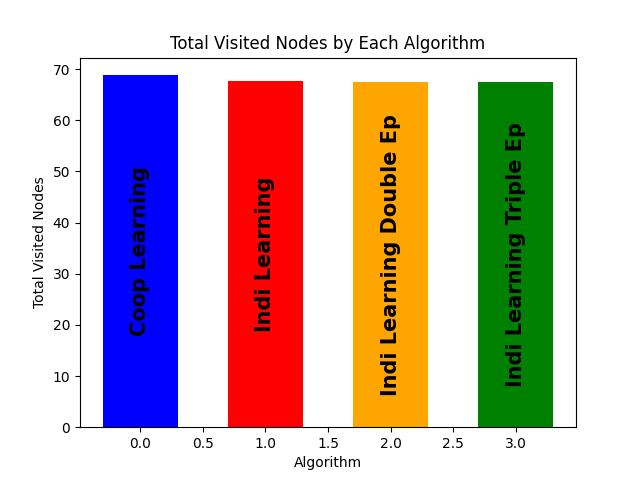 Total Visited Nodes by Each Algorithm
70
60
50
40
30
20
10
0
Total Visited Nodes
Coop Learning
Indi Learning
Indi Learning Double Ep
Indi Learning Triple Ep
0.0 0.5 1.0 1.5 2.0 2.5 3.0
Algorithm